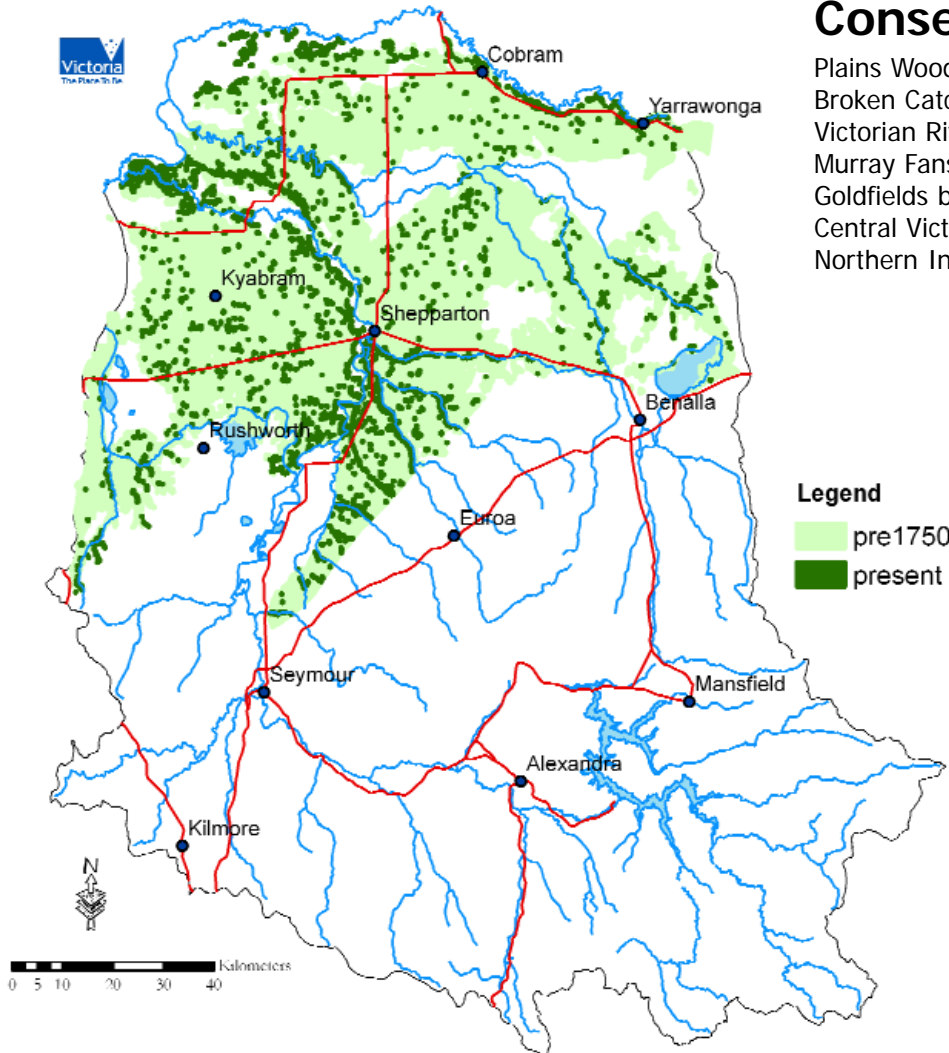 Conse
Plains Wood
Broken Catc
Victorian Ri
Murray Fans
Goldfields b
Central Vict
Northern In
Victoria
The Place To Be
Cobram
Yarrawonga
Kyabram
Shepparton
Benalla
Rushworth
Euroa
Legend
pre1750
present
Seymour
Mansfield
Alexandra
Kilmore
N
Kilometers
0 5 10 20 30 40